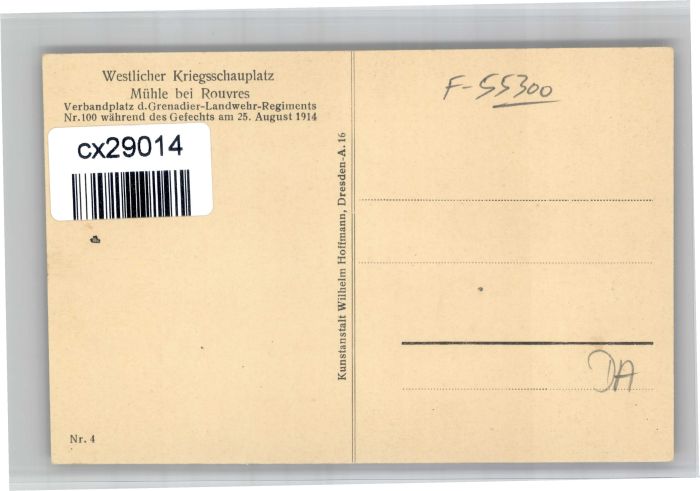 Westlicher Kriegsschauplatz
Mühle bei Rouvres
Verbandplatz d. Grenadier-Landwehr-Regiments
Nr. 100 während des Gefechts am 25. August 1914
cx29014
Nr. 4
Kunstanstalt Wilhelm Hoffmann, Dresden-A. 16
F-55300
DA